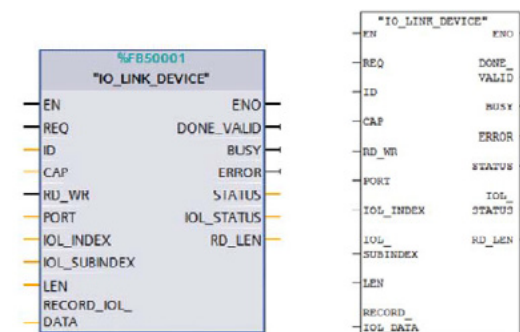 %FB50001
"IO_LINK_DEVICE"
EN ENO
REQ DONE_VALID
ID BUSY
CAP ERROR
RD_WR STATUS
PORT IOL_STATUS
IOL_INDEX RD_LEN
IOL_SUBINDEX
LEN
RECORD_IOL_
DATA
"IO_LINK_DEVICE"
EN ENO
REQ DONE_
VALID
ID
BUSY
CAP
ERROR
RD_WR
STATUS
PORT
IOL_
IOL_INDEX STATUS
IOL_ RD_LEN
SUBINDEX
LEN
RECORD_
IOL_DATA